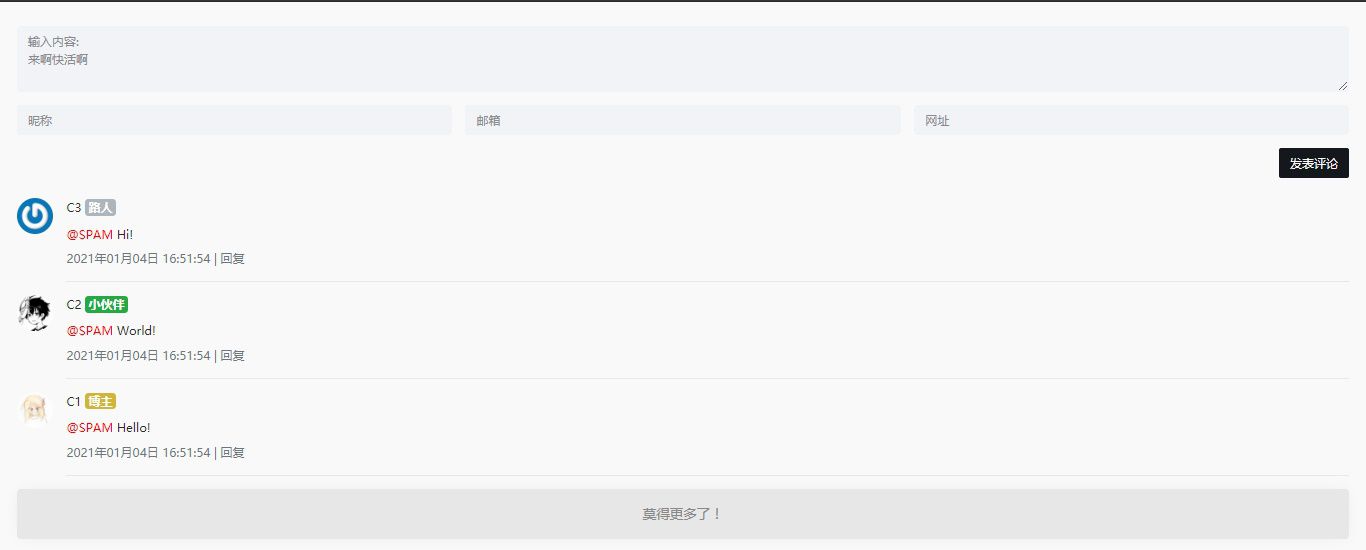 输入内容:
来啊快活啊
昵称 邮箱 网址
发表评论
C3 路人
@SPAM Hi!
2021年01月04日 16:51:54 | 回复
C2 小伙伴
@SPAM World!
2021年01月04日 16:51:54 | 回复
C1 博主
@SPAM Hello!
2021年01月04日 16:51:54 | 回复
莫得更多了！